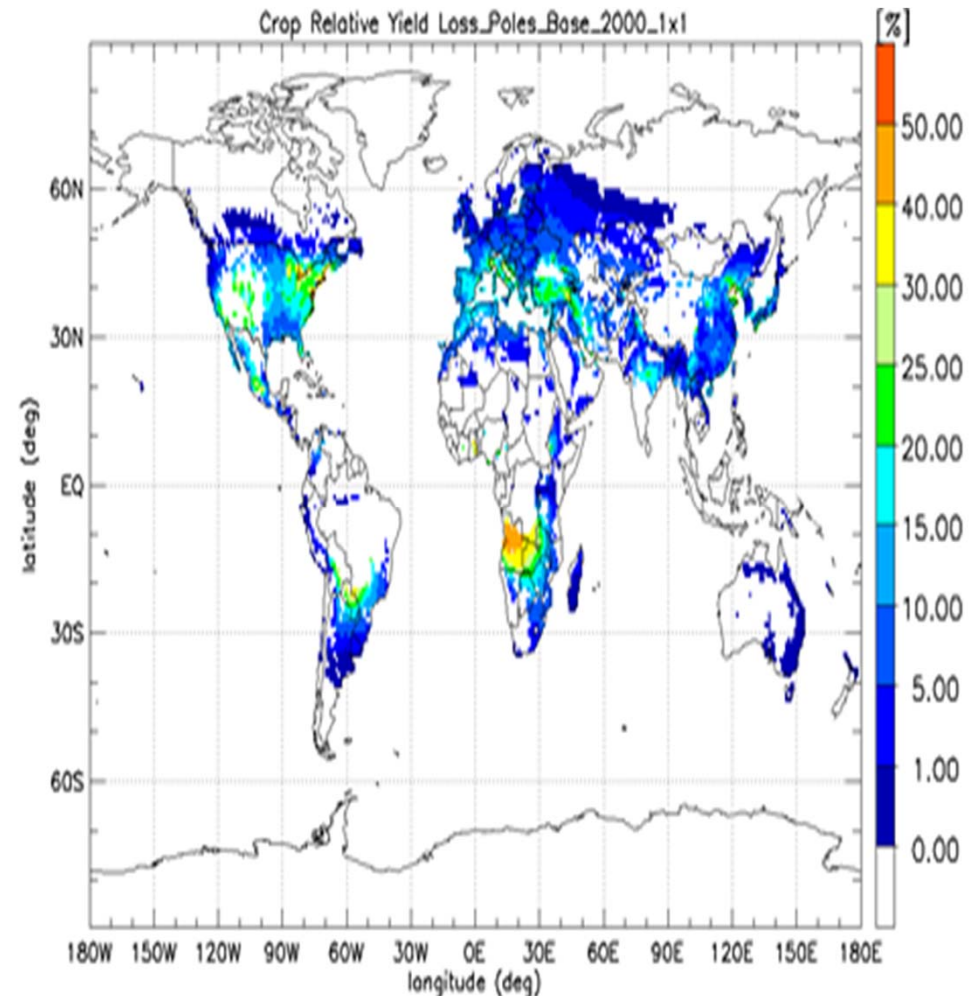 Crop Relative Yield Loss_Poles_Base_2000_1x1
[%]
50.00
40.00
30.00
25.00
20.00
15.00
10.00
5.00
1.00
0.00
latitude (deg)
60N
30N
EQ
30S
60S
180W 150W 120W 90W 60W 30W 0E 30E 60E 90E 120E 150E 180E
longitude (deg)